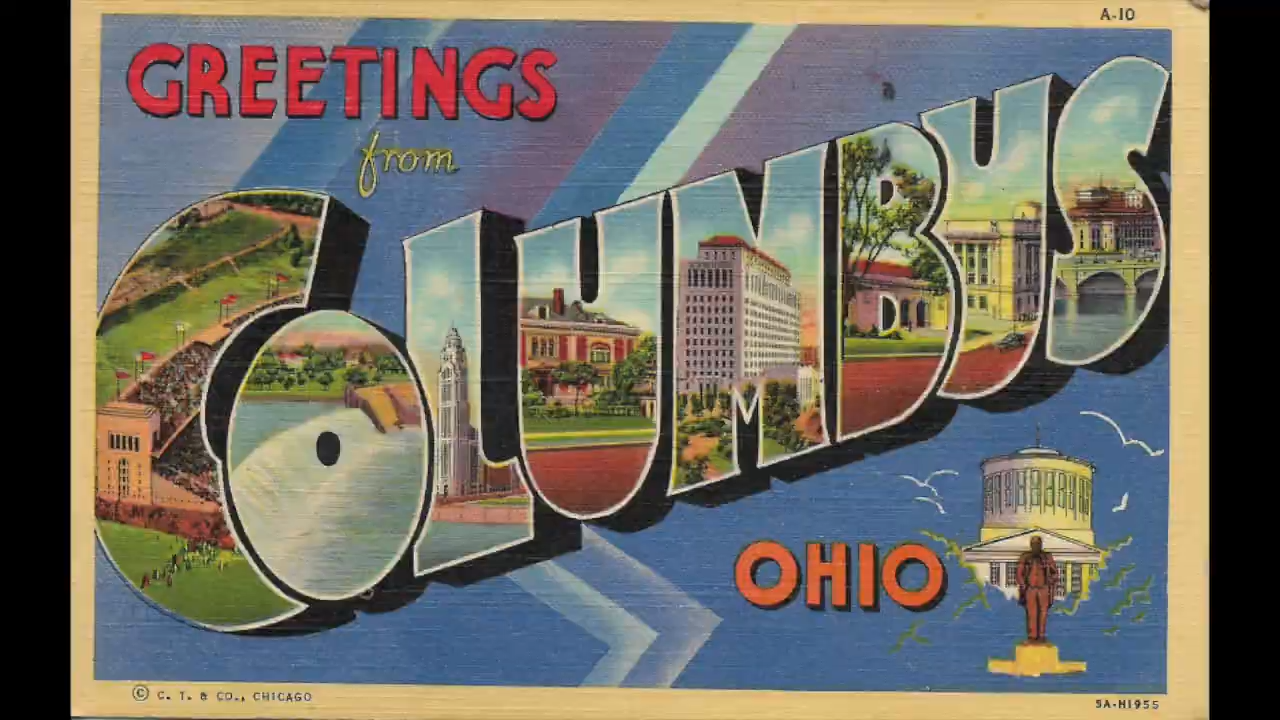 A-10
GREETINGS
from
COLUMBUS
OHIO
© C. T. & CO., CHICAGO
5A-H1955